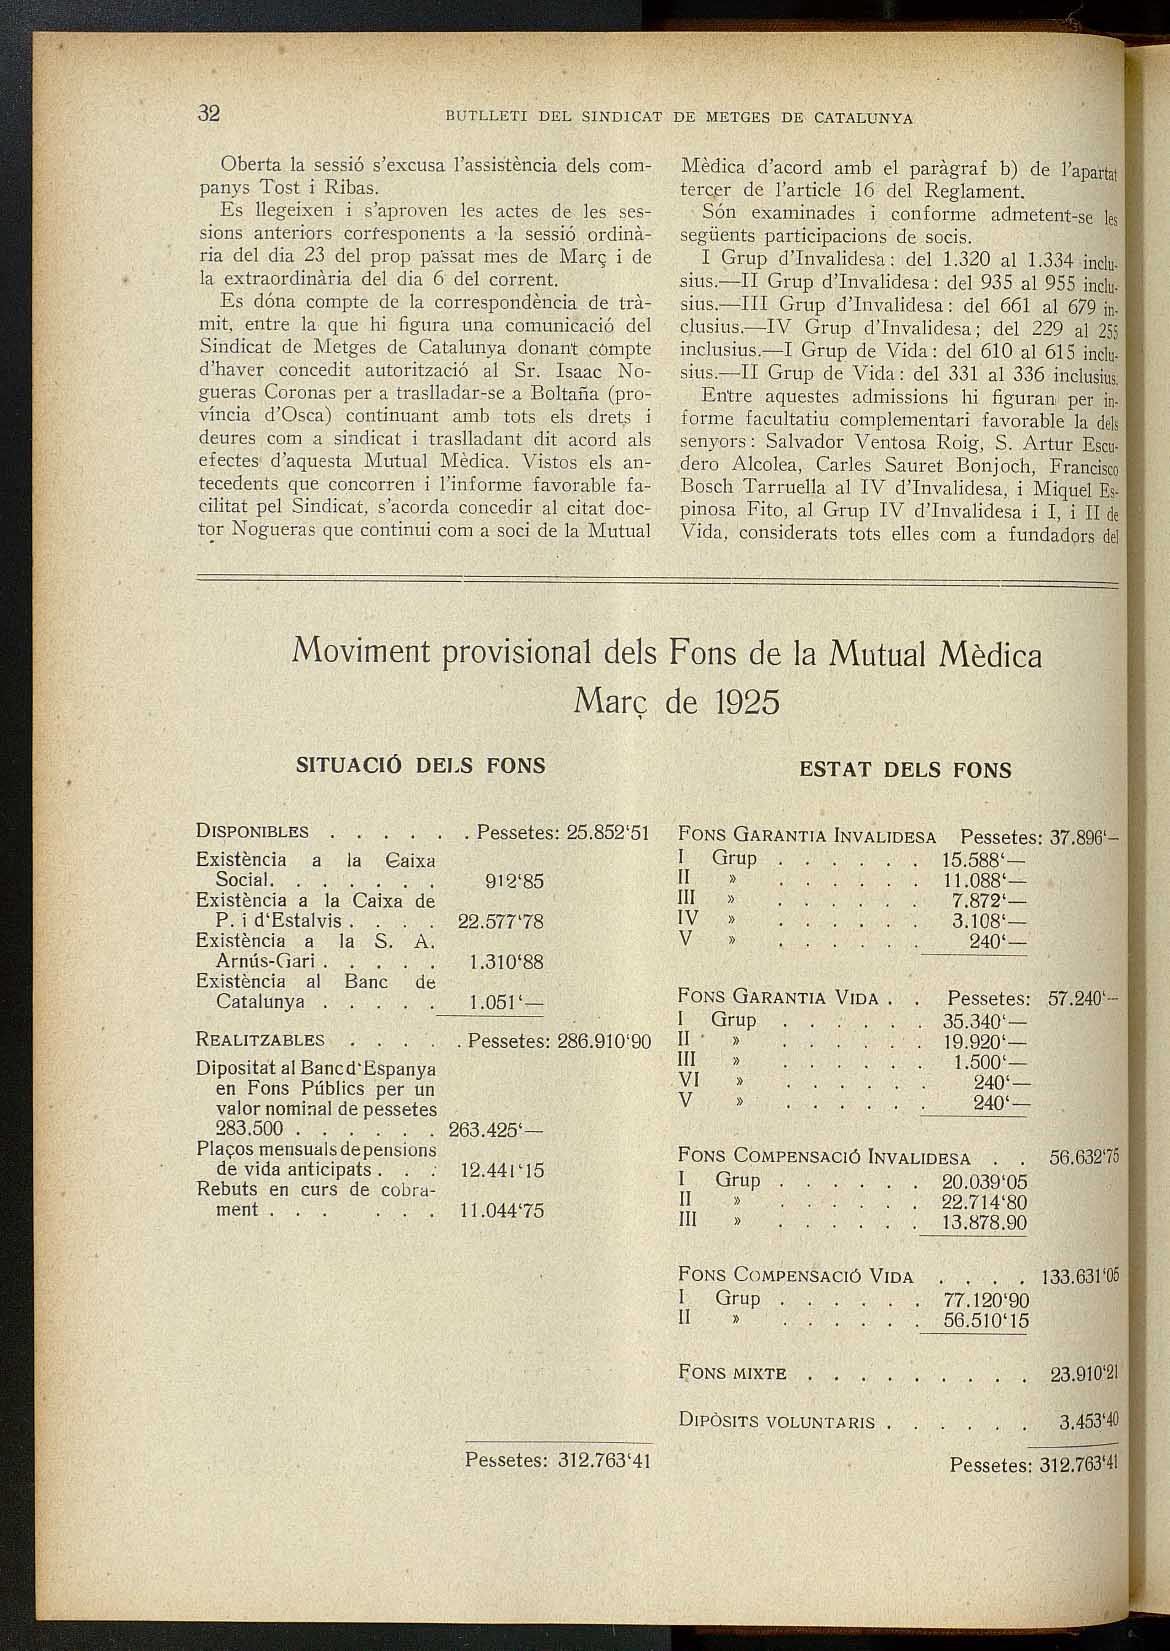 32
BUTLLETI DEL SINDICAT DE METGES DE CATALUNYA
Oberta la sessió s'excusa l'assistència dels com-
panys Tost i Ribas.
Es llegeixen i s'aproven les actes de les ses-
sions anteriors corresponents a la sessió ordinà-
ria del dia 23 del prop passat mes de Març i de
la extraordinària del dia 6 del corrent.
Es dóna compte de la correspondència de trà-
mit, entre la que hi figura una comunicació del
Sindicat de Metges de Catalunya donant compte
d'haver concedit autorització al Sr. Isaac No-
gueras Coronas per a traslladar-se a Boltaña (pro-
víncia d'Osca) continuant amb tots els drets i
deures com a sindicat i traslladant dit acord als
efectes d'aquesta Mutual Mèdica. Vistos els an-
tecedents que concorren i l'informe favorable fa-
cilitat pel Sindicat, s'acorda concedir al citat doc-
tor Nogueras que continui com a soci de la Mutual
Mèdica d'acord amb el paràgraf b) de l'apartat
tercer de l'article 16 del Reglament.
Són examinades i conforme admetent-se les
següents participacions de socis.
I Grup d'Invalidesa: del 1.320 al 1.334 inclu-
sius.—II Grup d'Invalidesa: del 935 al 955 inclu-
sius.—III Grup d'Invalidesa: del 661 al 679 in-
clusius.—IV Grup d'Invalidesa; del 229 al 255
inclusius.—I Grup de Vida: del 610 al 615 inclu-
sius.—II Grup de Vida: del 331 al 336 inclusius.
Entre aquestes admissions hi figuran per in-
forme facultatiu complementari favorable la dels
senyors: Salvador Ventosa Roig, S. Artur Escu-
dero Alcolea, Carles Sauret Bonjoch, Francisco
Bosch Tarruella al IV d'Invalidesa, i Miquel Es-
pinosa Fito, al Grup IV d'Invalidesa i I, i II de
Vida, considerats tots elles com a fundadors del
Moviment provisional dels Fons de la Mutual Mèdica
Març de 1925
SITUACIÓ DELS FONS
DISPONIBLES . . . . . . Pessetes: 25.852‘51
Existència a la Caixa
Social. . . . . . . 912‘85
Existència a la Caixa de
P. i d‘Estalvis . . . . 22.577‘78
Existència a la S. A.
Arnús-Gari . . . . . 1.310‘88
Existència al Banc de
Catalunya . . . . . 1.051‘—
REALITZABLES . . . . . Pessetes: 286.910‘90
Dipositat al Banc d‘Espanya
en Fons Públics per un
valor nominal de pessetes
283.500 . . . . . . 263.425‘—
Plaços mensuals de pensions
de vida anticipats . . . 12.441‘15
Rebuts en curs de cobra-
ment . . . . . . 11.044‘75
Pessetes: 312.763‘41
ESTAT DELS FONS
FONS GARANTIA INVALIDESA Pessetes: 37.896‘—
I Grup . . . . . . 15.588‘—
II » . . . . . . 11.088‘—
III » . . . . . . 7.872‘—
IV » . . . . . . 3.108‘—
V » . . . . . . 240‘—
FONS GARANTIA VIDA . . Pessetes: 57.240‘—
I Grup . . . . . . 35.340‘—
II » . . . . . . 19.920‘—
III » . . . . . . 1.500‘—
VI » . . . . . . 240‘—
V » . . . . . . 240‘—
FONS COMPENSACIÓ INVALIDESA . . 56.632‘75
I Grup . . . . . . 20.039‘05
II » . . . . . . 22.714‘80
III » . . . . . . 13.878.90
FONS COMPENSACIÓ VIDA . . . . 133.631‘05
I Grup . . . . . . 77.120‘90
II » . . . . . . 56.510‘15
FONS MIXTE . . . . . . . . . 23.910‘21
DIPÒSITS VOLUNTARIS . . . . . . 3.453‘40
Pessetes: 312.763‘41